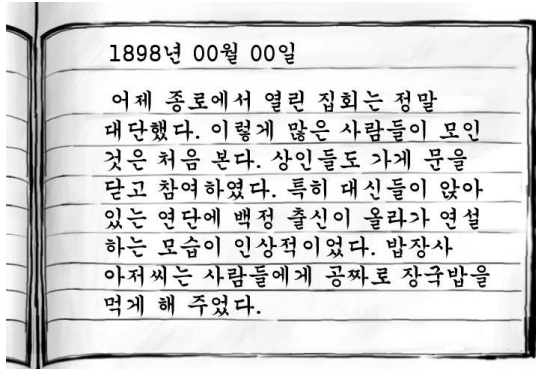 1898년 00월 00일
어제 종로에서 열린 집회는 정말
대단했다. 이렇게 많은 사람들이 모인
것은 처음 본다. 상인들도 가게 문을
닫고 참여하였다. 특히 대신들이 앉아
있는 연단에 백정 출신이 올라가 연설
하는 모습이 인상적이었다. 밥장사
아저씨는 사람들에게 공짜로 장국밥을
먹게 해 주었다.